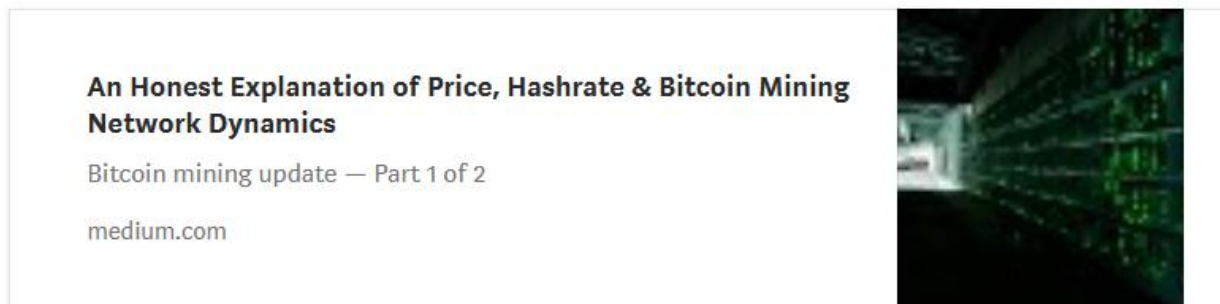 An Honest Explanation of Price, Hashrate & Bitcoin Mining
Network Dynamics
Bitcoin mining update — Part 1 of 2
medium.com